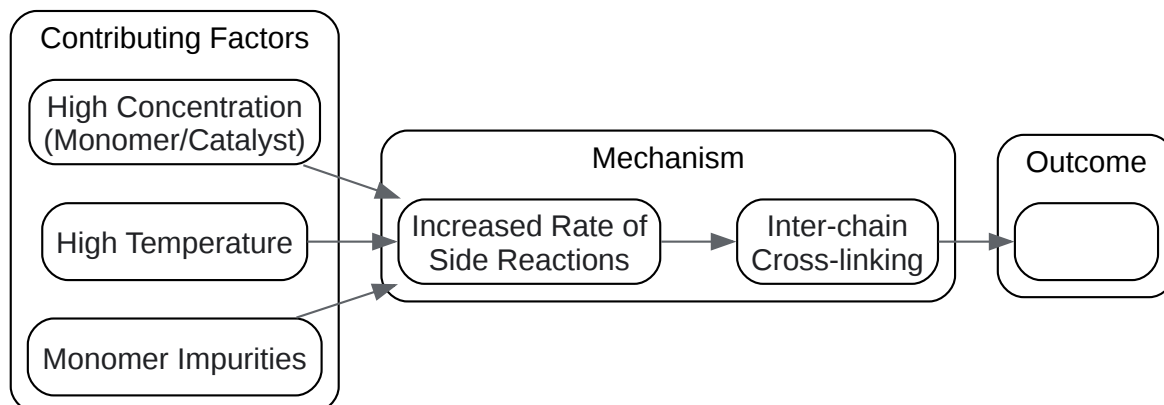 Contributing Factors
High Concentration
(Monomer/Catalyst)
High Temperature
Monomer Impurities
Mechanism
Increased Rate of
Side Reactions
Inter-chain
Cross-linking
Outcome